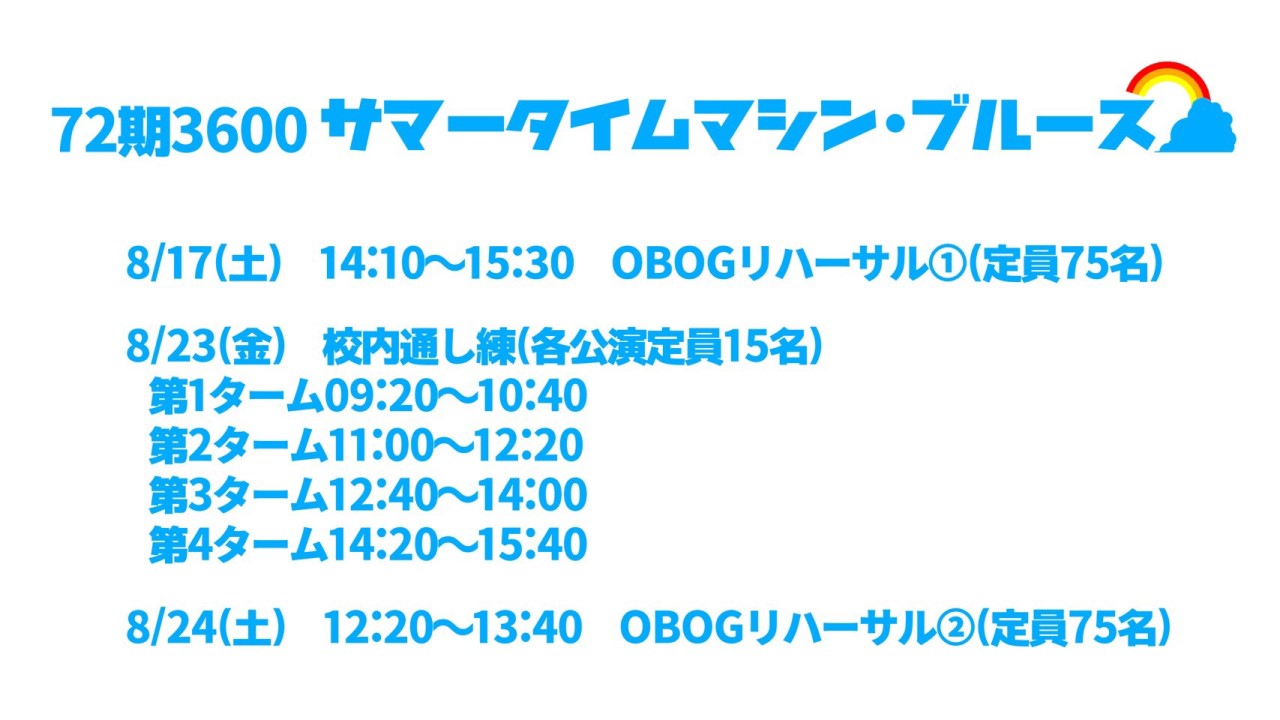 72期3600 サマータイムマシン・ブルース
8/17(土)　14:10〜15:30　OBOGリハーサル①(定員75名)
8/23(金)　校内通し練(各公演定員15名)
第1ターム09:20〜10:40
第2ターム11:00〜12:20
第3ターム12:40〜14:00
第4ターム14:20〜15:40
8/24(土)　12:20〜13:40　OBOGリハーサル②(定員75名)